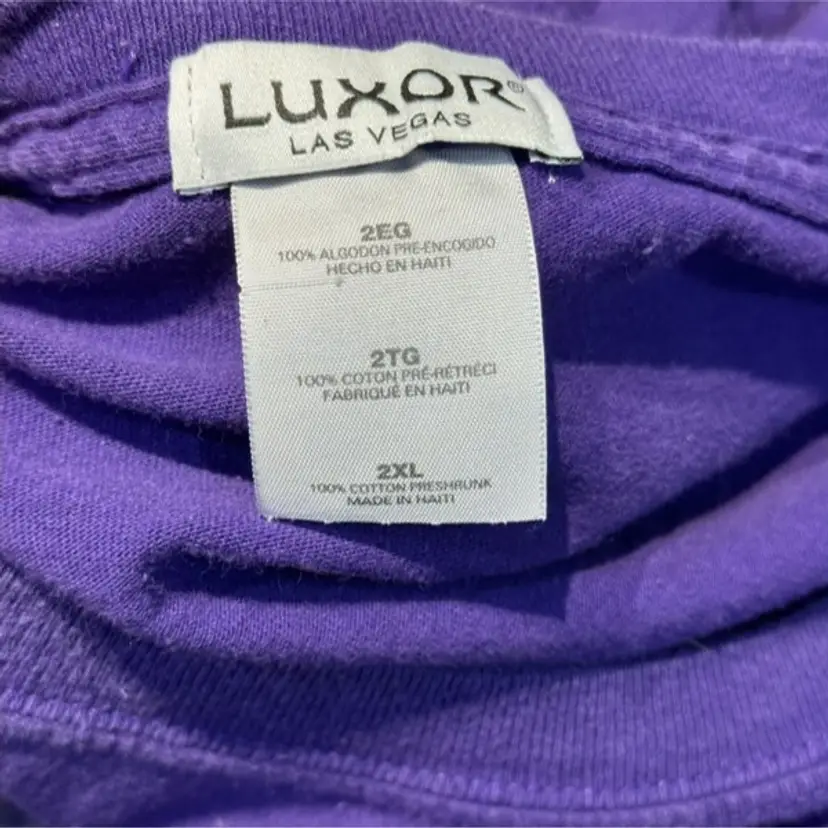 LUXOR®
LAS VEGAS
2EG
100% ALGODON PRE-ENCOGIDO
HECHO EN HAITI
2TG
100% COTON PRÉ-RÉTRÉCI
FABRIQUÉ EN HAITI
2XL
100% COTTON PRESHRUNK
MADE IN HAITI